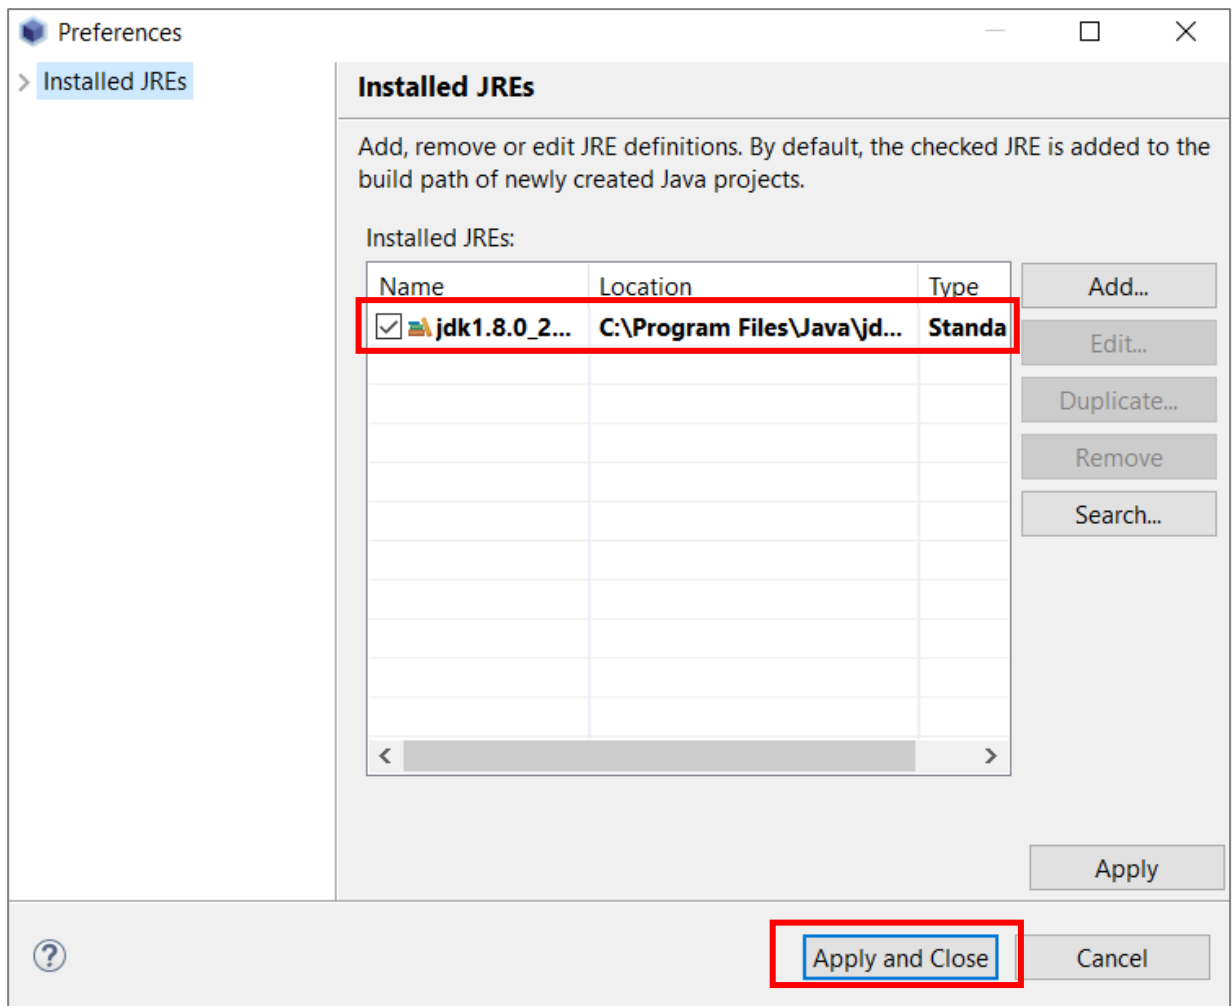 Preferences
Installed JREs
Installed JREs
Add, remove or edit JRE definitions. By default, the checked JRE is added to the
build path of newly created Java projects.
Installed JREs:
Name Location Type
jdk1.8.0_2... C:\Program Files\Java\jd... Standa
Add...
Edit...
Duplicate...
Remove
Search...
Apply
? Apply and Close Cancel